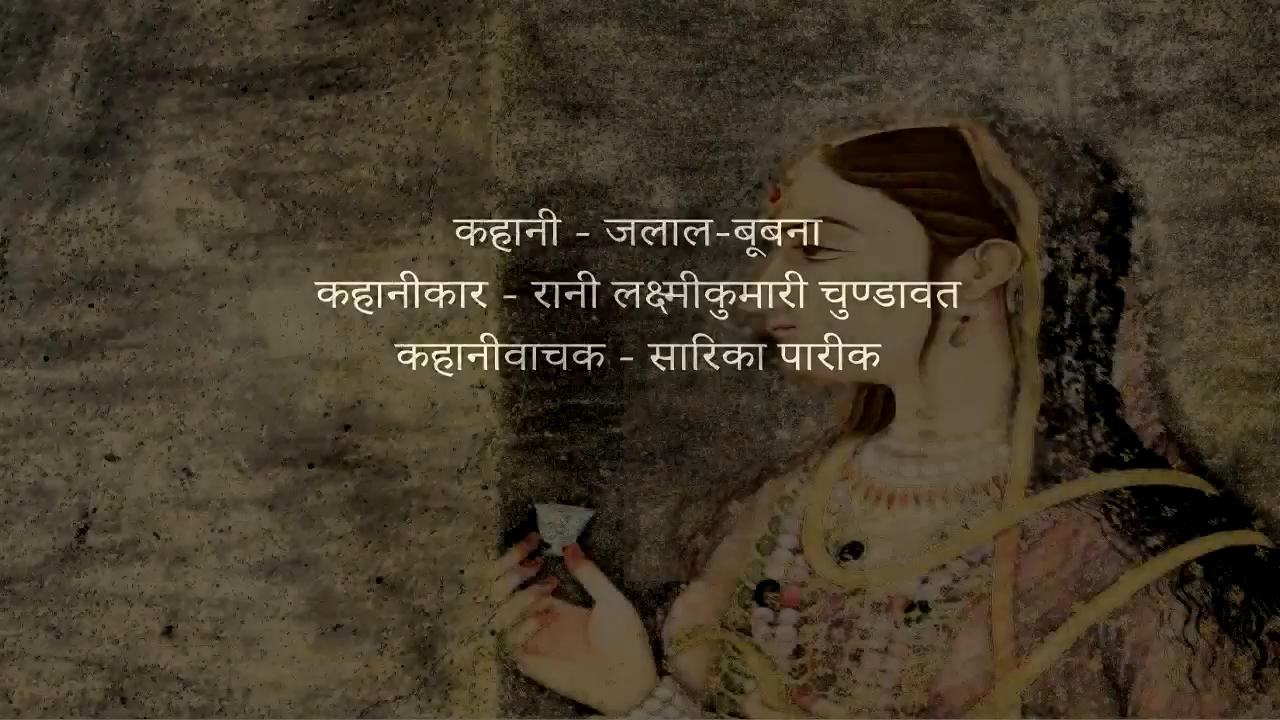 कहानी - जलाल-बूबना
कहानीकार - रानी लक्ष्मीकुमारी चुण्डावत
कहानीवाचक - सारिका पारीक